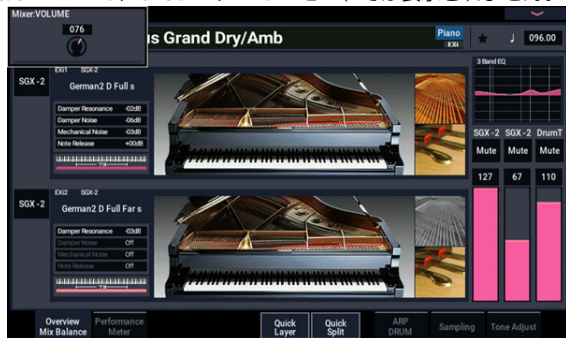 Mixer:VOLUME
076
us Grand Dry/Amb
Piano
EXi
♩ 096.00
3 Band EQ
EXi1 SGX-2
SGX-2
German2 D Full s
Damper Resonance -02dB
Damper Noise -06dB
Mechanical Noise -03dB
Note Release +00dB
SGX-2 SGX-2 DrumT
Mute Mute Mute
127 67 110
EXi2 SGX-2
SGX-2
German2 D Full Far s
Damper Resonance -03dB
Damper Noise Off
Mechanical Noise Off
Note Release Off
Overview
Mix Balance
Performance
Meter
Quick
Layer
Quick
Split
ARP
DRUM
Sampling
Tone Adjust